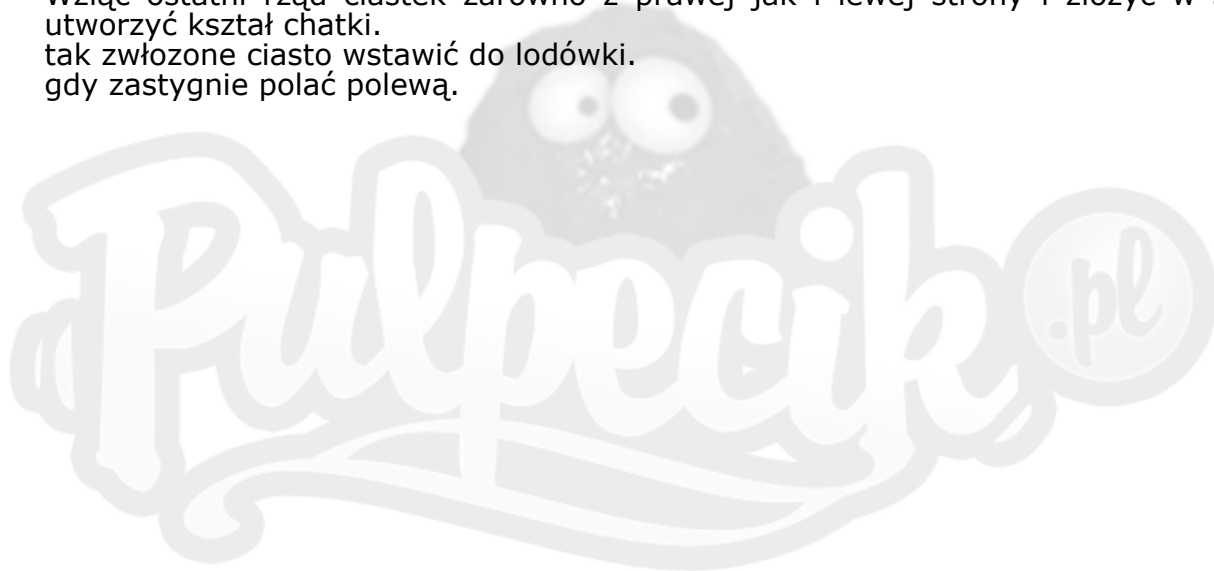 Wziąć ostatni rząd ciastek zarówno z prawej jak i lewej strony i złożyć w
utworzyć kształ chatki.
tak zwłozone ciasto wstawić do lodówki.
gdy zastygnie polać polewą.
Pulpecik.pl